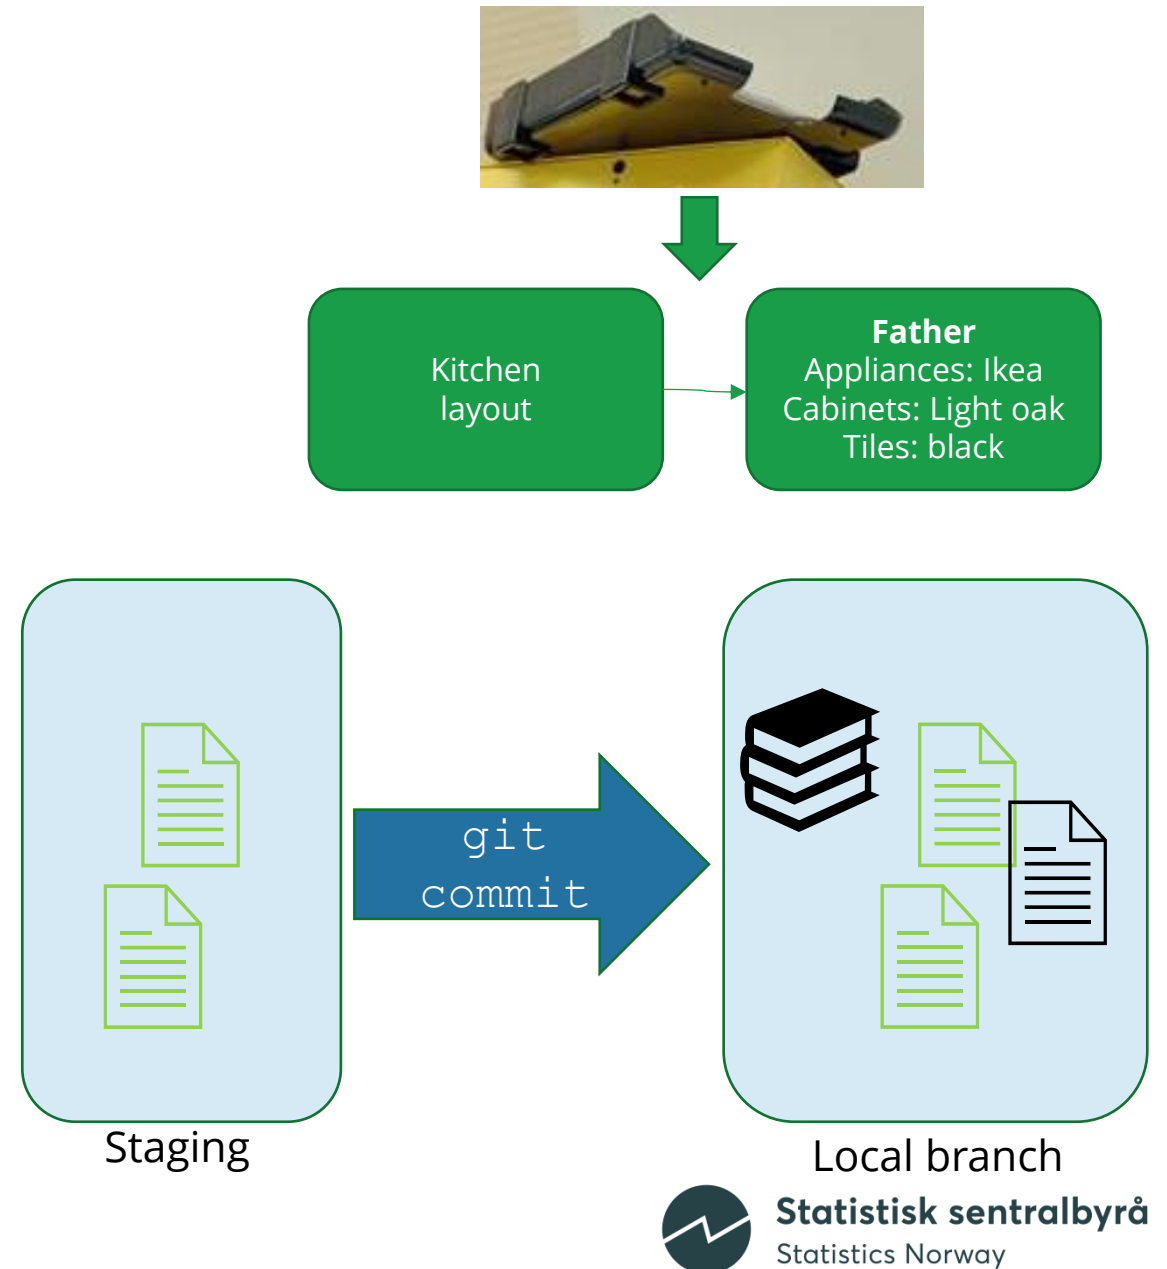 Kitchen
layout
Father
Appliances: Ikea
Cabinets: Light oak
Tiles: black
git
commit
Staging
Local branch
Statistisk sentralbyrå
Statistics Norway